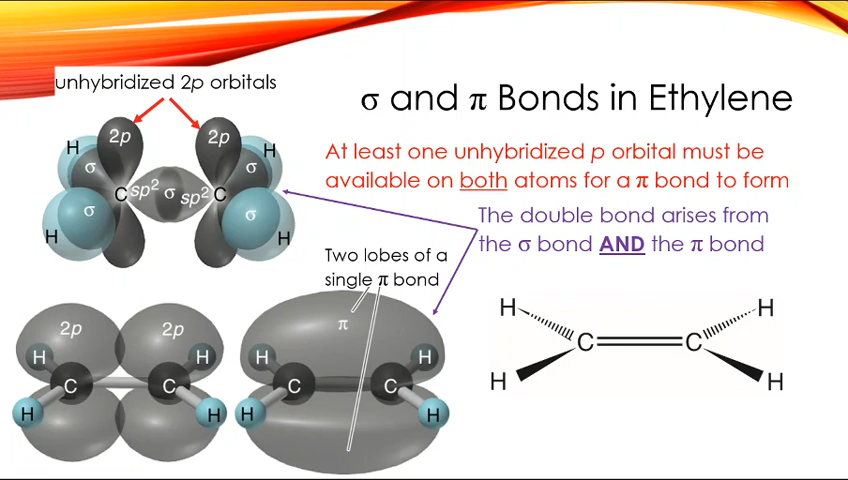 unhybridized 2p orbitals
σ and π Bonds in Ethylene
At least one unhybridized p orbital must be
available on both atoms for a π bond to form
The double bond arises from
the σ bond AND the π bond
2p 2p
H H
σ σ
C sp² σ sp² C
σ σ
H H
Two lobes of a
single π bond
2p 2p
H H
C C
H H
π
H H
C C
H H
H H
C C
H H